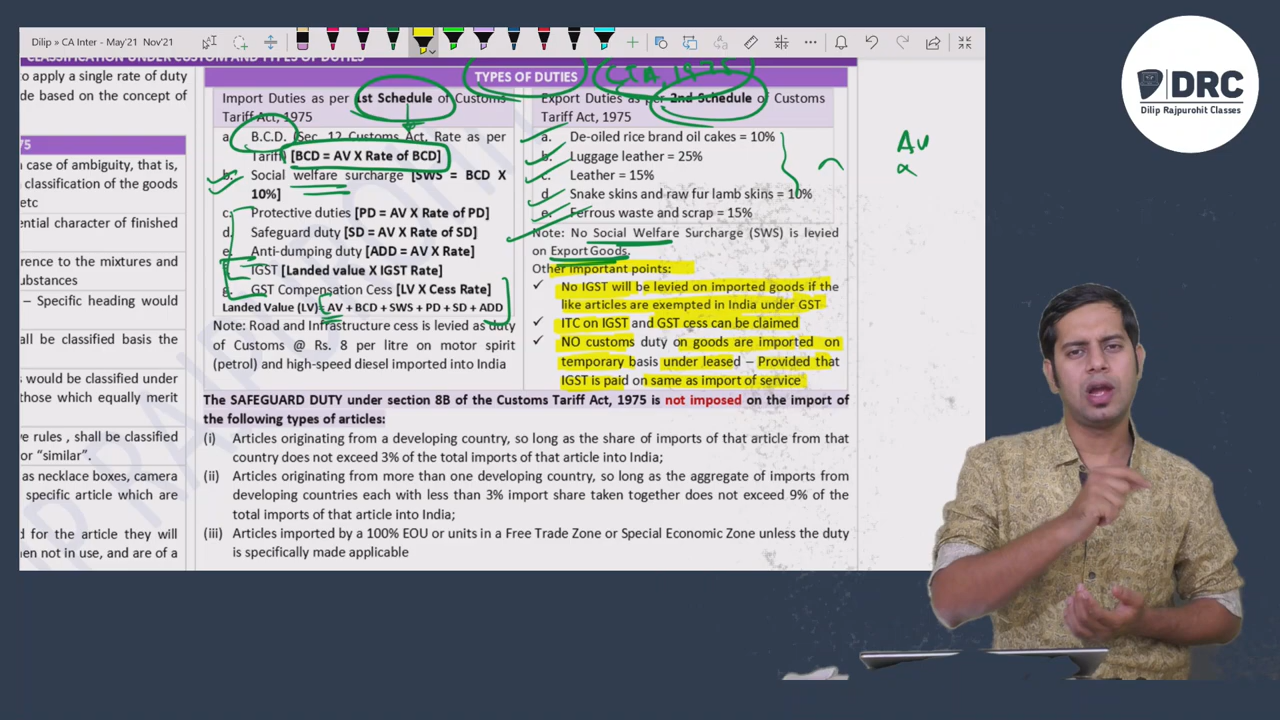 Dilip » CA Inter - May'21 Nov'21
CLASSIFICATION UNDER CUSTOM AND TYPES OF DUTIES
o apply a single rate of duty
de based on the concept of
75
n case of ambiguity, that is,
classification of the goods
etc
ential character of finished
erence to the mixtures and
ubstances
– Specific heading would
all be classified basis the
s would be classified under
those which equally merit
ve rules , shall be classified
or "similar".
as necklace boxes, camera
specific article which are
d for the article they will
hen not in use, and are of a
TYPES OF DUTIES
CTA, 1975
Import Duties as per 1st Schedule of Customs
Tariff Act, 1975
a. B.C.D. [Sec. 12 Customs Act, Rate as per
Tariff [BCD = AV X Rate of BCD]
b. Social welfare surcharge [SWS = BCD X
10%]
c. Protective duties [PD = AV X Rate of PD]
d. Safeguard duty [SD = AV X Rate of SD]
e. Anti-dumping duty [ADD = AV X Rate]
f. IGST [Landed value X IGST Rate]
g. GST Compensation Cess [LV X Cess Rate]
Landed Value (LV)= AV + BCD + SWS + PD + SD + ADD
Note: Road and Infrastructure cess is levied as duty
of Customs @ Rs. 8 per litre on motor spirit
(petrol) and high-speed diesel imported into India
Export Duties as per 2nd Schedule of Customs
Tariff Act, 1975
a. De-oiled rice brand oil cakes = 10%
b. Luggage leather = 25%
c. Leather = 15%
d. Snake skins and raw fur lamb skins = 10%
e. Ferrous waste and scrap = 15%
Note: No Social Welfare Surcharge (SWS) is levied
on Export Goods.
Other important points:
✓ No IGST will be levied on imported goods if the
like articles are exempted in India under GST
✓ ITC on IGST and GST cess can be claimed
✓ NO customs duty on goods are imported on
temporary basis under leased – Provided that
IGST is paid on same as import of service
The SAFEGUARD DUTY under section 8B of the Customs Tariff Act, 1975 is not imposed on the import of
the following types of articles:
(i) Articles originating from a developing country, so long as the share of imports of that article from that
country does not exceed 3% of the total imports of that article into India;
(ii) Articles originating from more than one developing country, so long as the aggregate of imports from
developing countries each with less than 3% import share taken together does not exceed 9% of the
total imports of that article into India;
(iii) Articles imported by a 100% EOU or units in a Free Trade Zone or Special Economic Zone unless the duty
is specifically made applicable
AV
DRC
Dilip Rajpurohit Classes